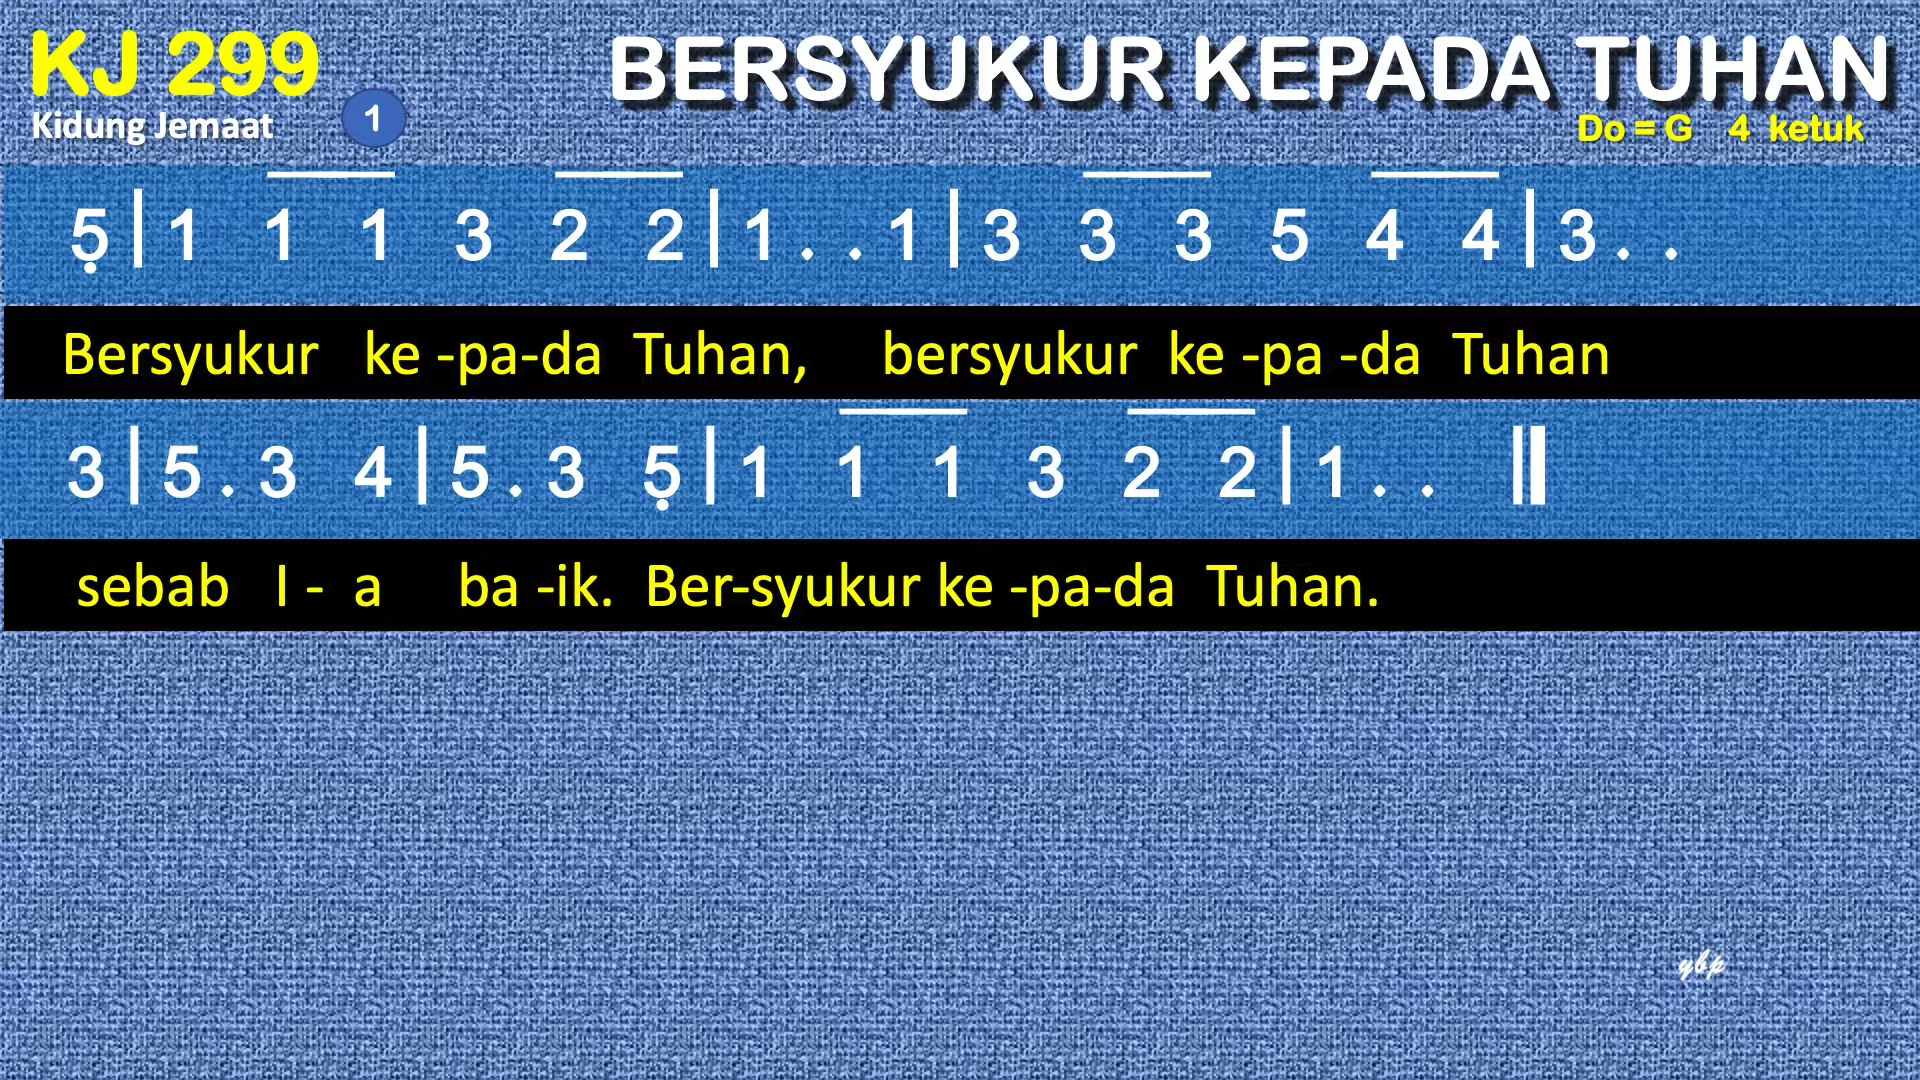 KJ 299
BERSYUKUR KEPADA TUHAN
Kidung Jemaat
1
Do = G 4 ketuk
5̣ | 1 1 1 3 2 2 | 1 . . 1 | 3 3 3 5 4 4 | 3 . .
Bersyukur ke -pa-da Tuhan, bersyukur ke -pa -da Tuhan
3 | 5 . 3 4 | 5 . 3 5̣ | 1 1 1 3 2 2 | 1 . . ||
sebab I - a ba -ik. Ber-syukur ke -pa-da Tuhan.
ybp